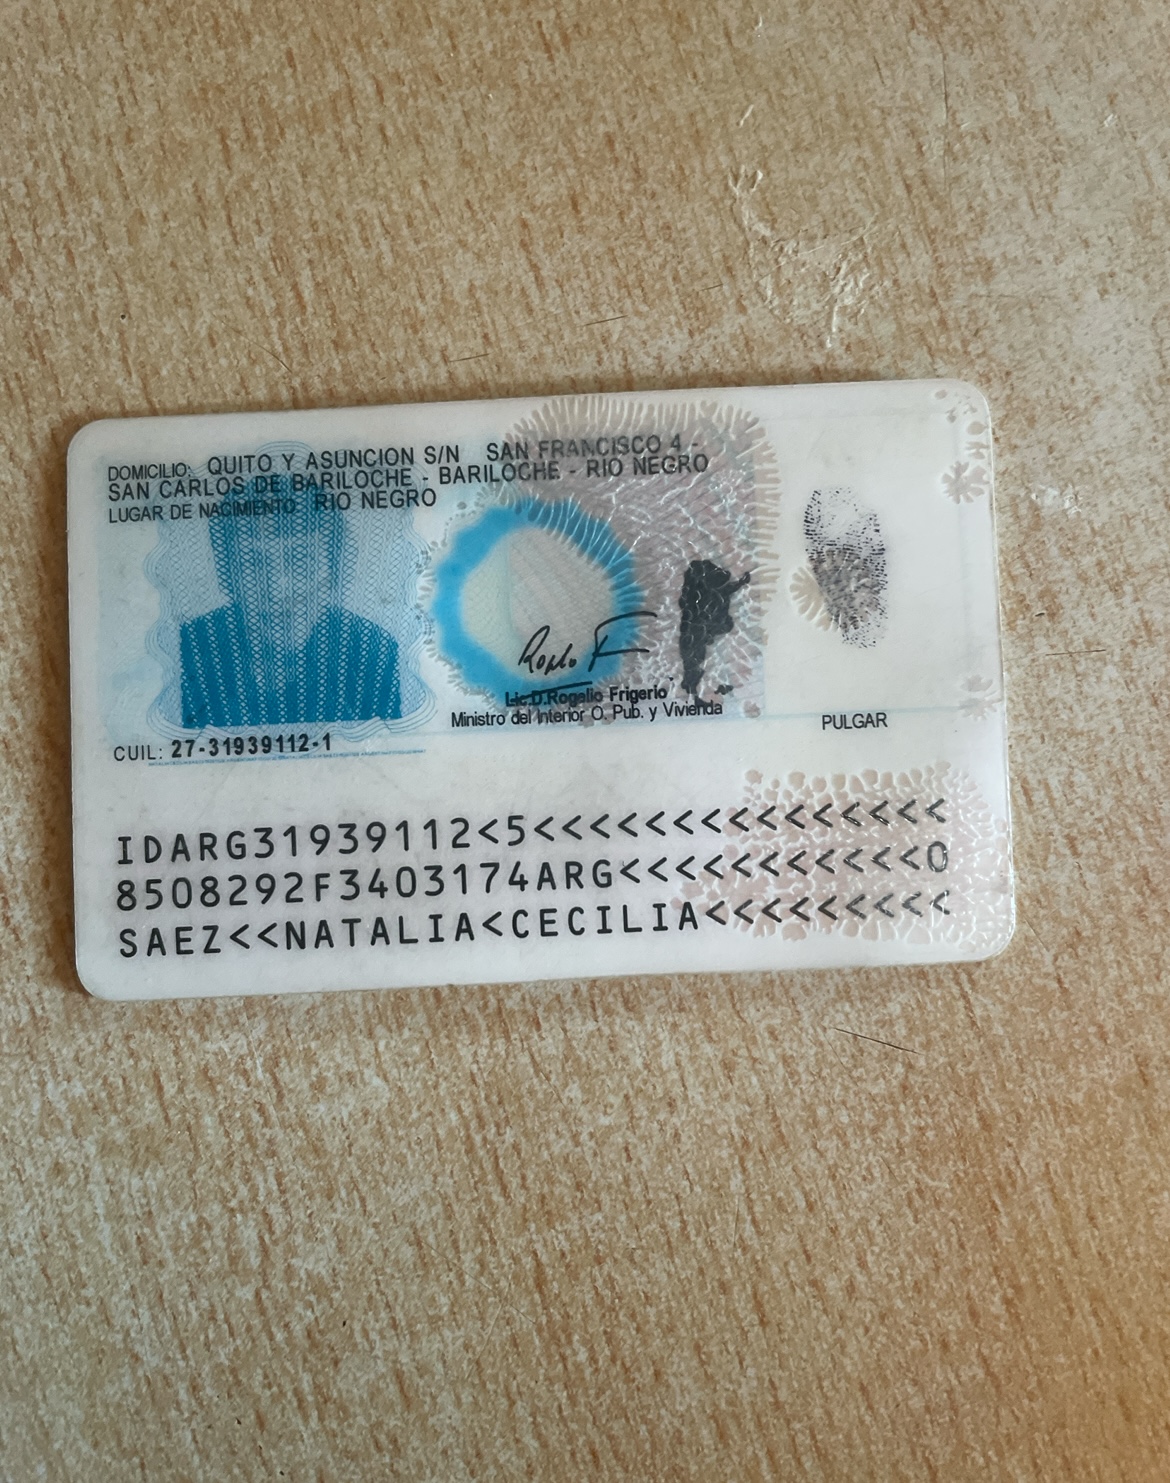 DOMICILIO: QUITO Y ASUNCION S/N SAN FRANCISCO 4 -
SAN CARLOS DE BARILOCHE - BARILOCHE - RIO NEGRO
LUGAR DE NACIMIENTO: RIO NEGRO
Lic.D.Rogelio Frigerio
Ministro del Interior O. Pub. y Vivienda
PULGAR
CUIL: 27-31939112-1
IDARG31939112<5<<<<<<<<<<<<<<<
8508292F3403174ARG<<<<<<<<<<<0
SAEZ<<NATALIA<CECILIA<<<<<<<<<